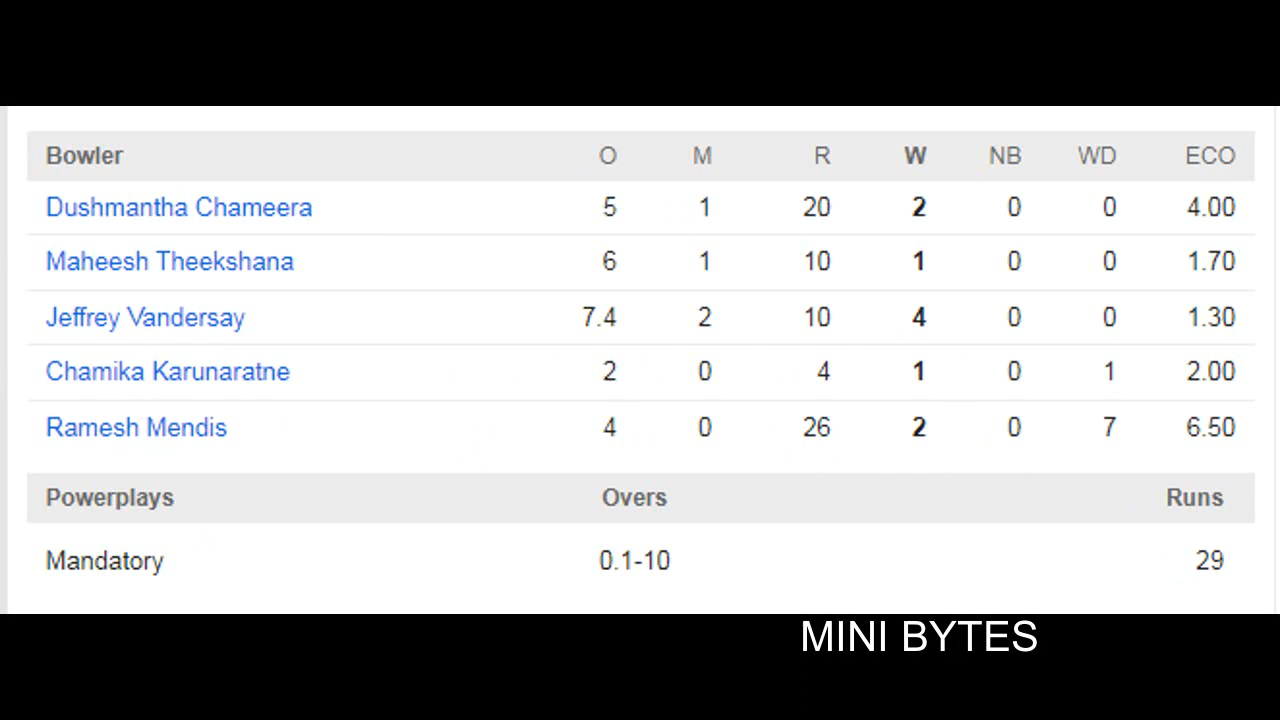 Bowler O M R W NB WD ECO
Dushmantha Chameera 5 1 20 2 0 0 4.00
Maheesh Theekshana 6 1 10 1 0 0 1.70
Jeffrey Vandersay 7.4 2 10 4 0 0 1.30
Chamika Karunaratne 2 0 4 1 0 1 2.00
Ramesh Mendis 4 0 26 2 0 7 6.50
Powerplays Overs Runs
Mandatory 0.1-10 29
MINI BYTES